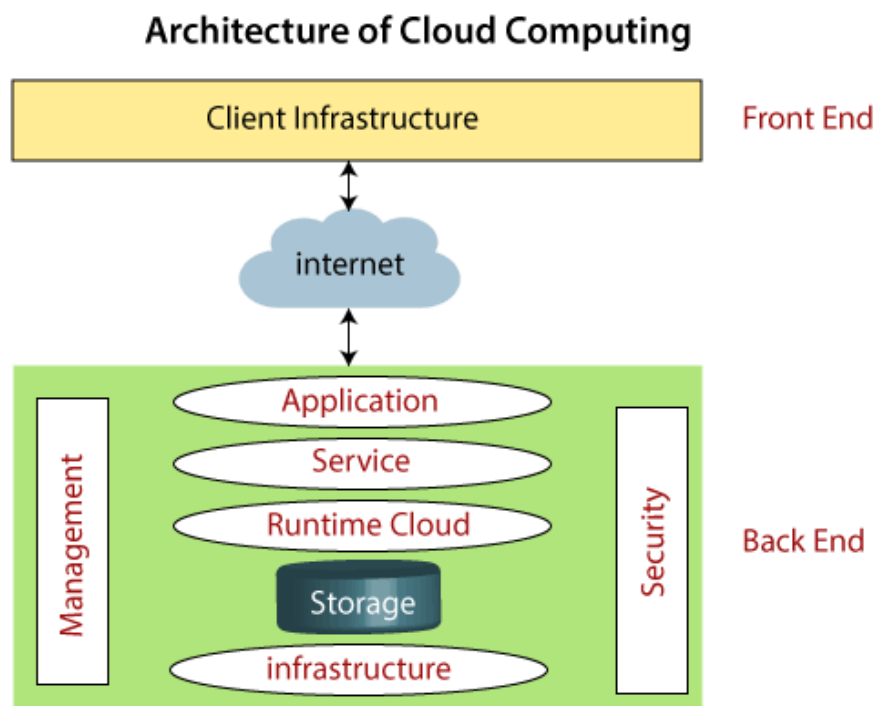 Architecture of Cloud Computing
Client Infrastructure
Front End
internet
Application
Service
Runtime Cloud
Storage
infrastructure
Management
Security
Back End